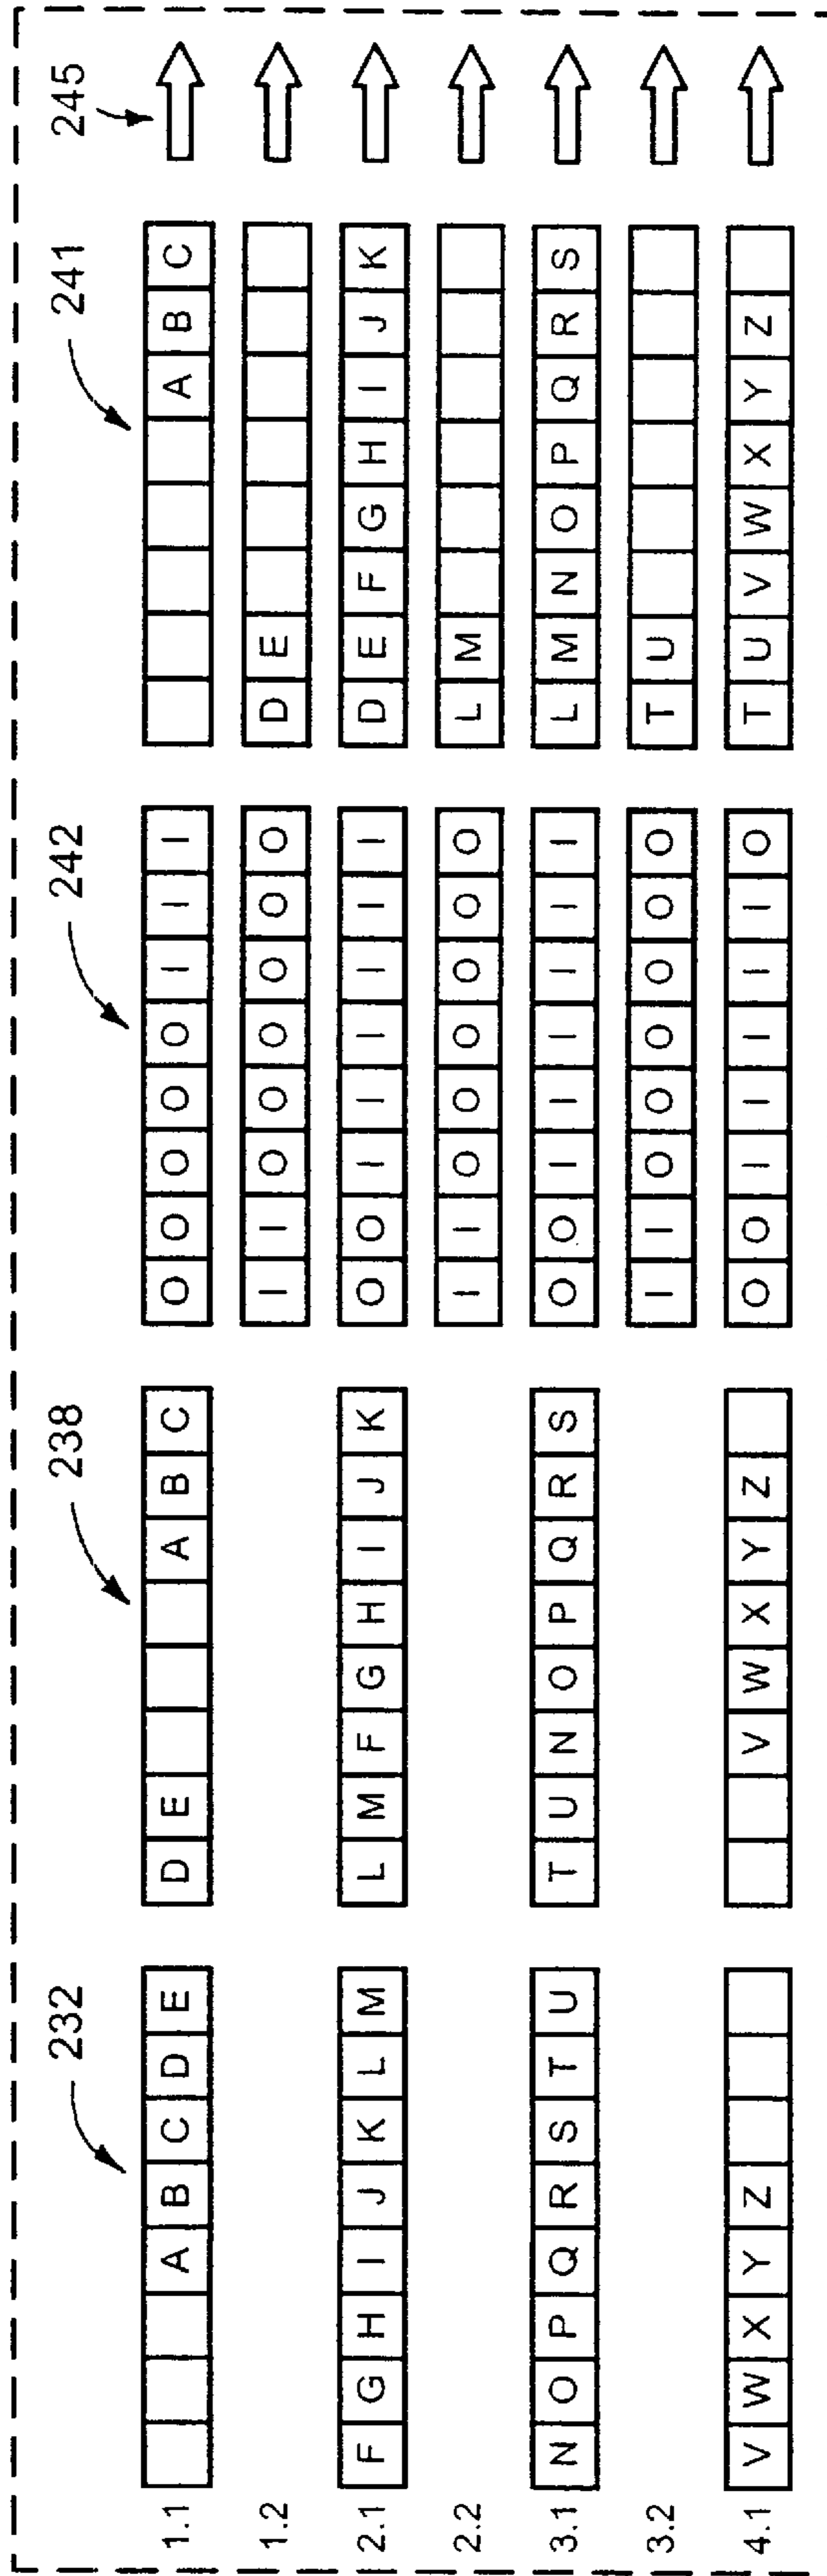 232 238 242 241 245
1.1 A B C D E D E A B C O O O O O I I I A B C
1.2 I I O O O O O O D E
2.1 F G H I J K L M L M F G H I J K O O I I I I I I D E F G H I J K
2.2 I I O O O O O O L M
3.1 N O P Q R S T U T U N O P Q R S O O I I I I I I L M N O P Q R S
3.2 I I O O O O O O T U
4.1 V W X Y Z V W X Y Z O O I I I I I O T U V W X Y Z